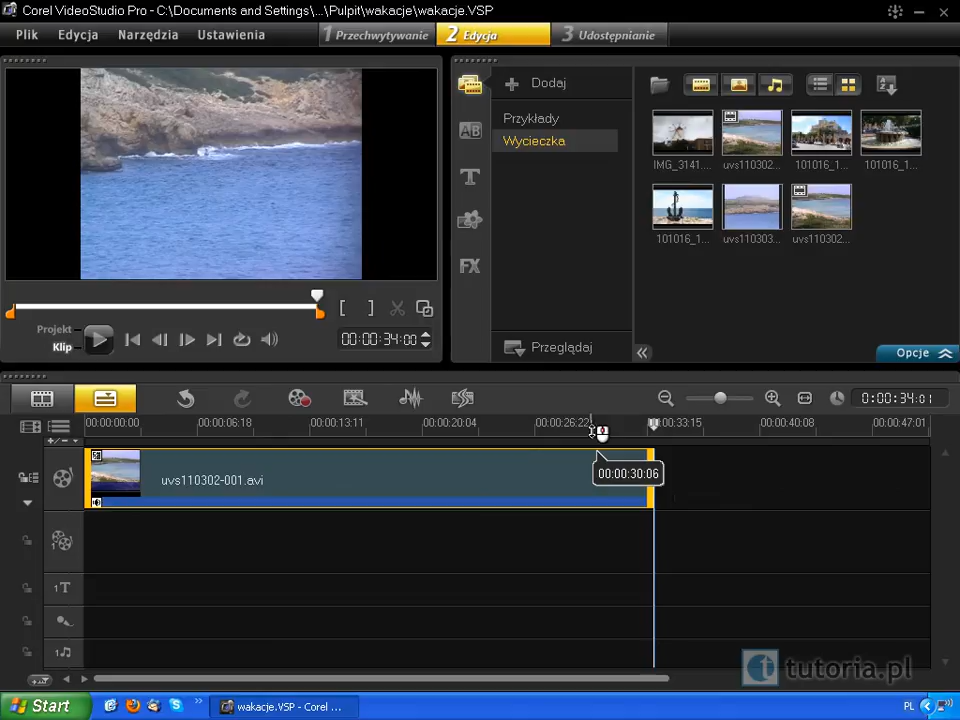 Corel VideoStudio Pro - C:\Documents and Settings\...\Pulpit\wakacje\wakacje.VSP
Plik Edycja Narzędzia Ustawienia 1 Przechwytywanie 2 Edycja 3 Udostępnianie
Dodaj
Przykłady
Wycieczka
AB
T
FX
IMG_3141... uvs110302... 101016_1... 101016_1...
101016_1... uvs110303... uvs110302...
[ ]
Projekt
Klip
00:00:34:00
Przeglądaj
Opcje
0:00:34:01
00:00:00:00 00:00:06:18 00:00:13:11 00:00:20:04 00:00:26:22 00:00:33:15 00:00:40:08 00:00:47:01
00:00:30:06
uvs110302-001.avi
1T
1
t tutoria.pl
Start wakacje.VSP - Corel ... PL